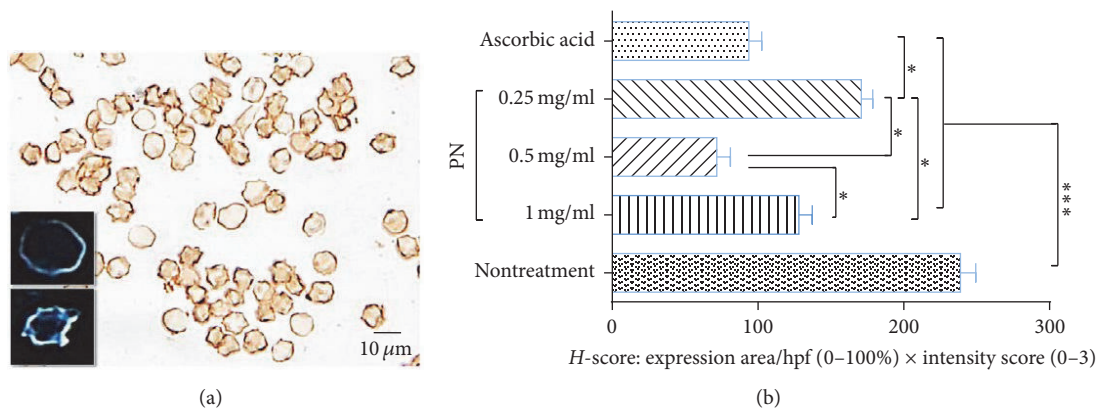 10 μm
(a)
Ascorbic acid
0.25 mg/ml
0.5 mg/ml
1 mg/ml
Nontreatment
PN
*
*
*
*
***
0
100
200
300
H-score: expression area/hpf (0–100%) × intensity score (0–3)
(b)